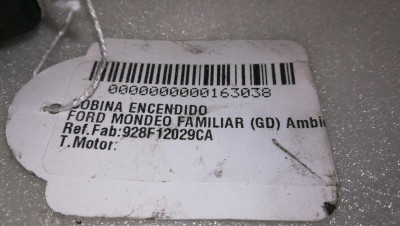 0000000000163038
BOBINA ENCENDIDO
FORD MONDEO FAMILIAR (GD) Ambi
Ref.Fab:928F12029CA
T.Motor: